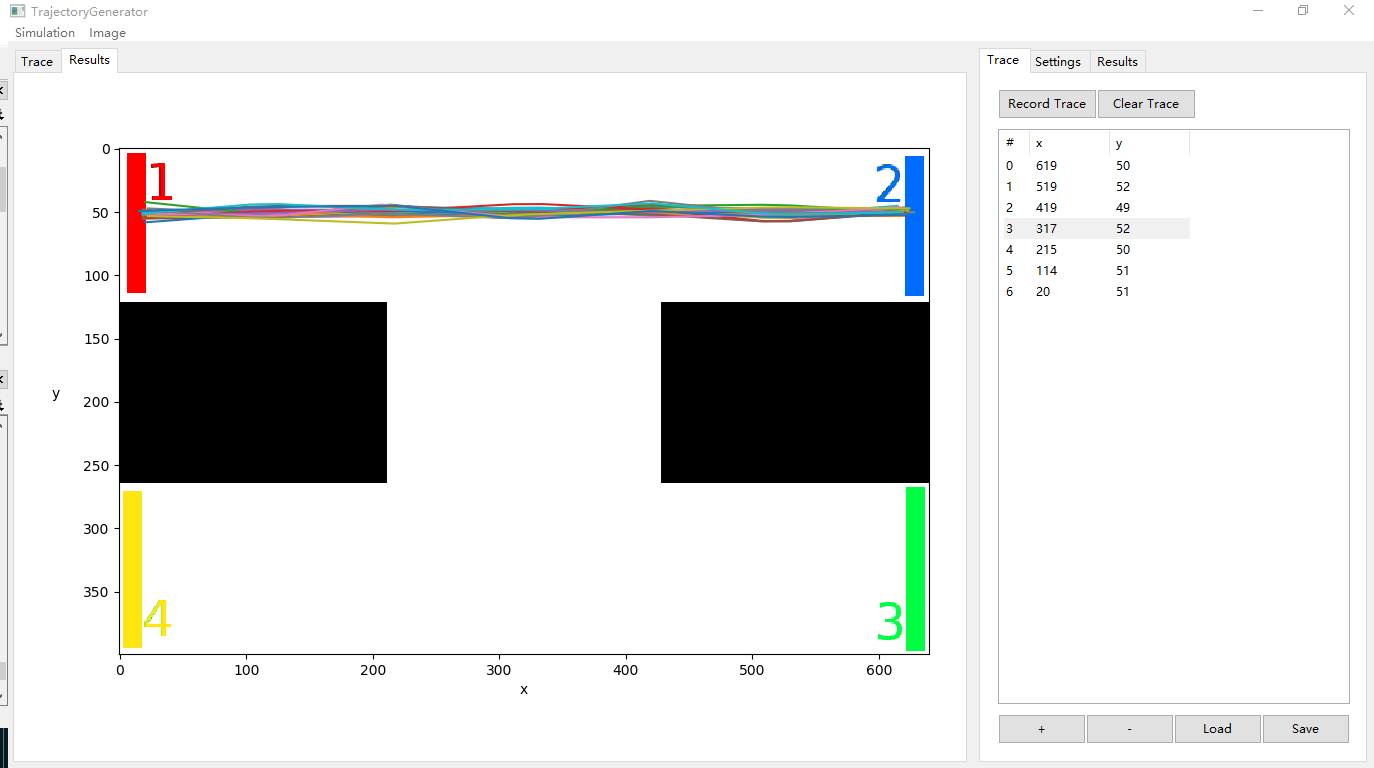 TrajectoryGenerator
Simulation Image
Trace Results
0
50
100
150
200
250
300
350
y
1
2
4
3
0 100 200 300 400 500 600
x
Trace Settings Results
Record Trace Clear Trace
# x y
0 619 50
1 519 52
2 419 49
3 317 52
4 215 50
5 114 51
6 20 51
+ - Load Save